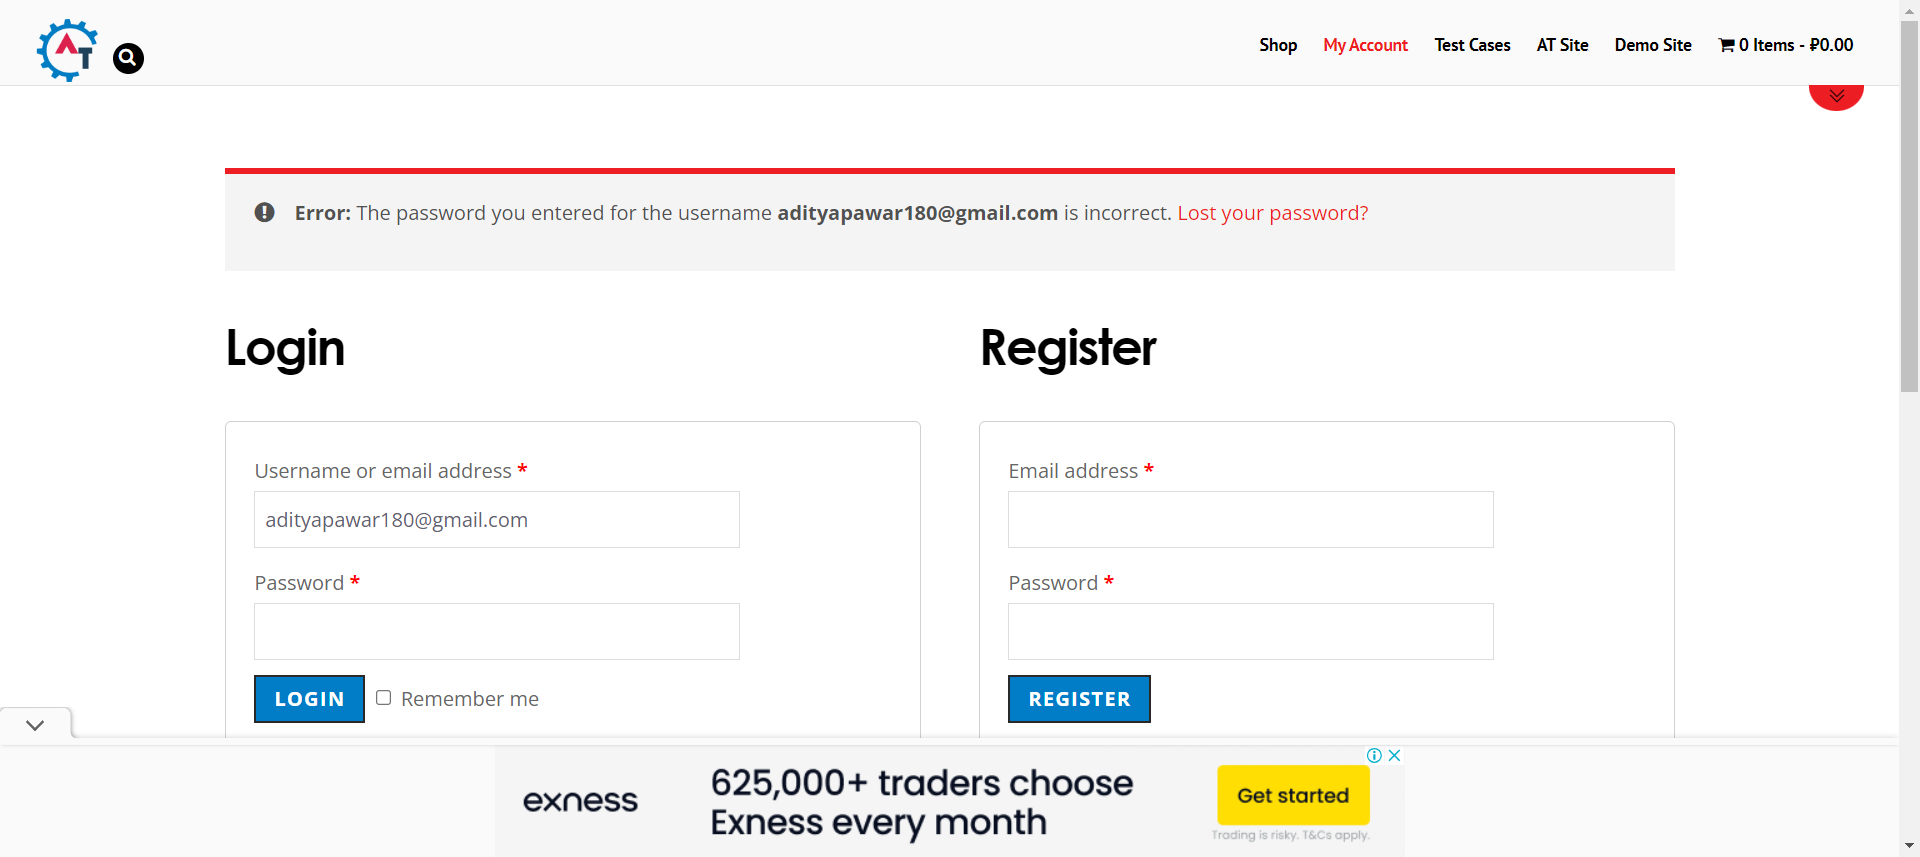 AT
Shop
My Account
Test Cases
AT Site
Demo Site
0 Items - ₽0.00
Error: The password you entered for the username adityapawar180@gmail.com is incorrect. Lost your password?
Login
Register
Username or email address *
adityapawar180@gmail.com
Password *
LOGIN
Remember me
Email address *
Password *
REGISTER
exness
625,000+ traders choose
Exness every month
Get started
Trading is risky. T&Cs apply.